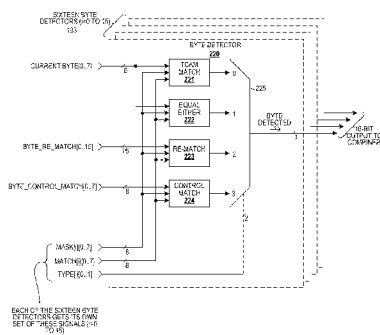 SIXTEEN BYTE
DETECTORS (i=0 TO 15)
BYTE DETECTOR
220
CURRENT BYTE[0..7]
8
TCAM
MATCH
221
0
225
EQUAL
EITHER
222
1
BYTE
DETECTED
1
16-BIT
OUTPUT TO
COMBINER
BYTE_RE_MATCH[0..15]
RE-MATCH
223
2
BYTE_CONTROL_MATCH[0..7]
8
CONTROL
MATCH
224
3
2
MASK[i][0..7]
8
MATCH[i][0..7]
8
TYPE[i][0..1]
EACH OF THE SIXTEEN BYTE
DETECTORS GETS ITS OWN
SET OF THESE SIGNALS (i=0
TO 15)